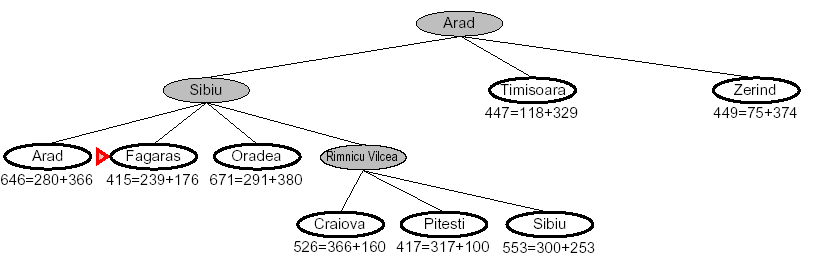 Arad
Sibiu
Timisoara
Zerind
447=118+329
449=75+374
Arad
Fagaras
Oradea
Rimnicu Vilcea
646=280+366
415=239+176
671=291+380
Craiova
Pitesti
Sibiu
526=366+160
417=317+100
553=300+253